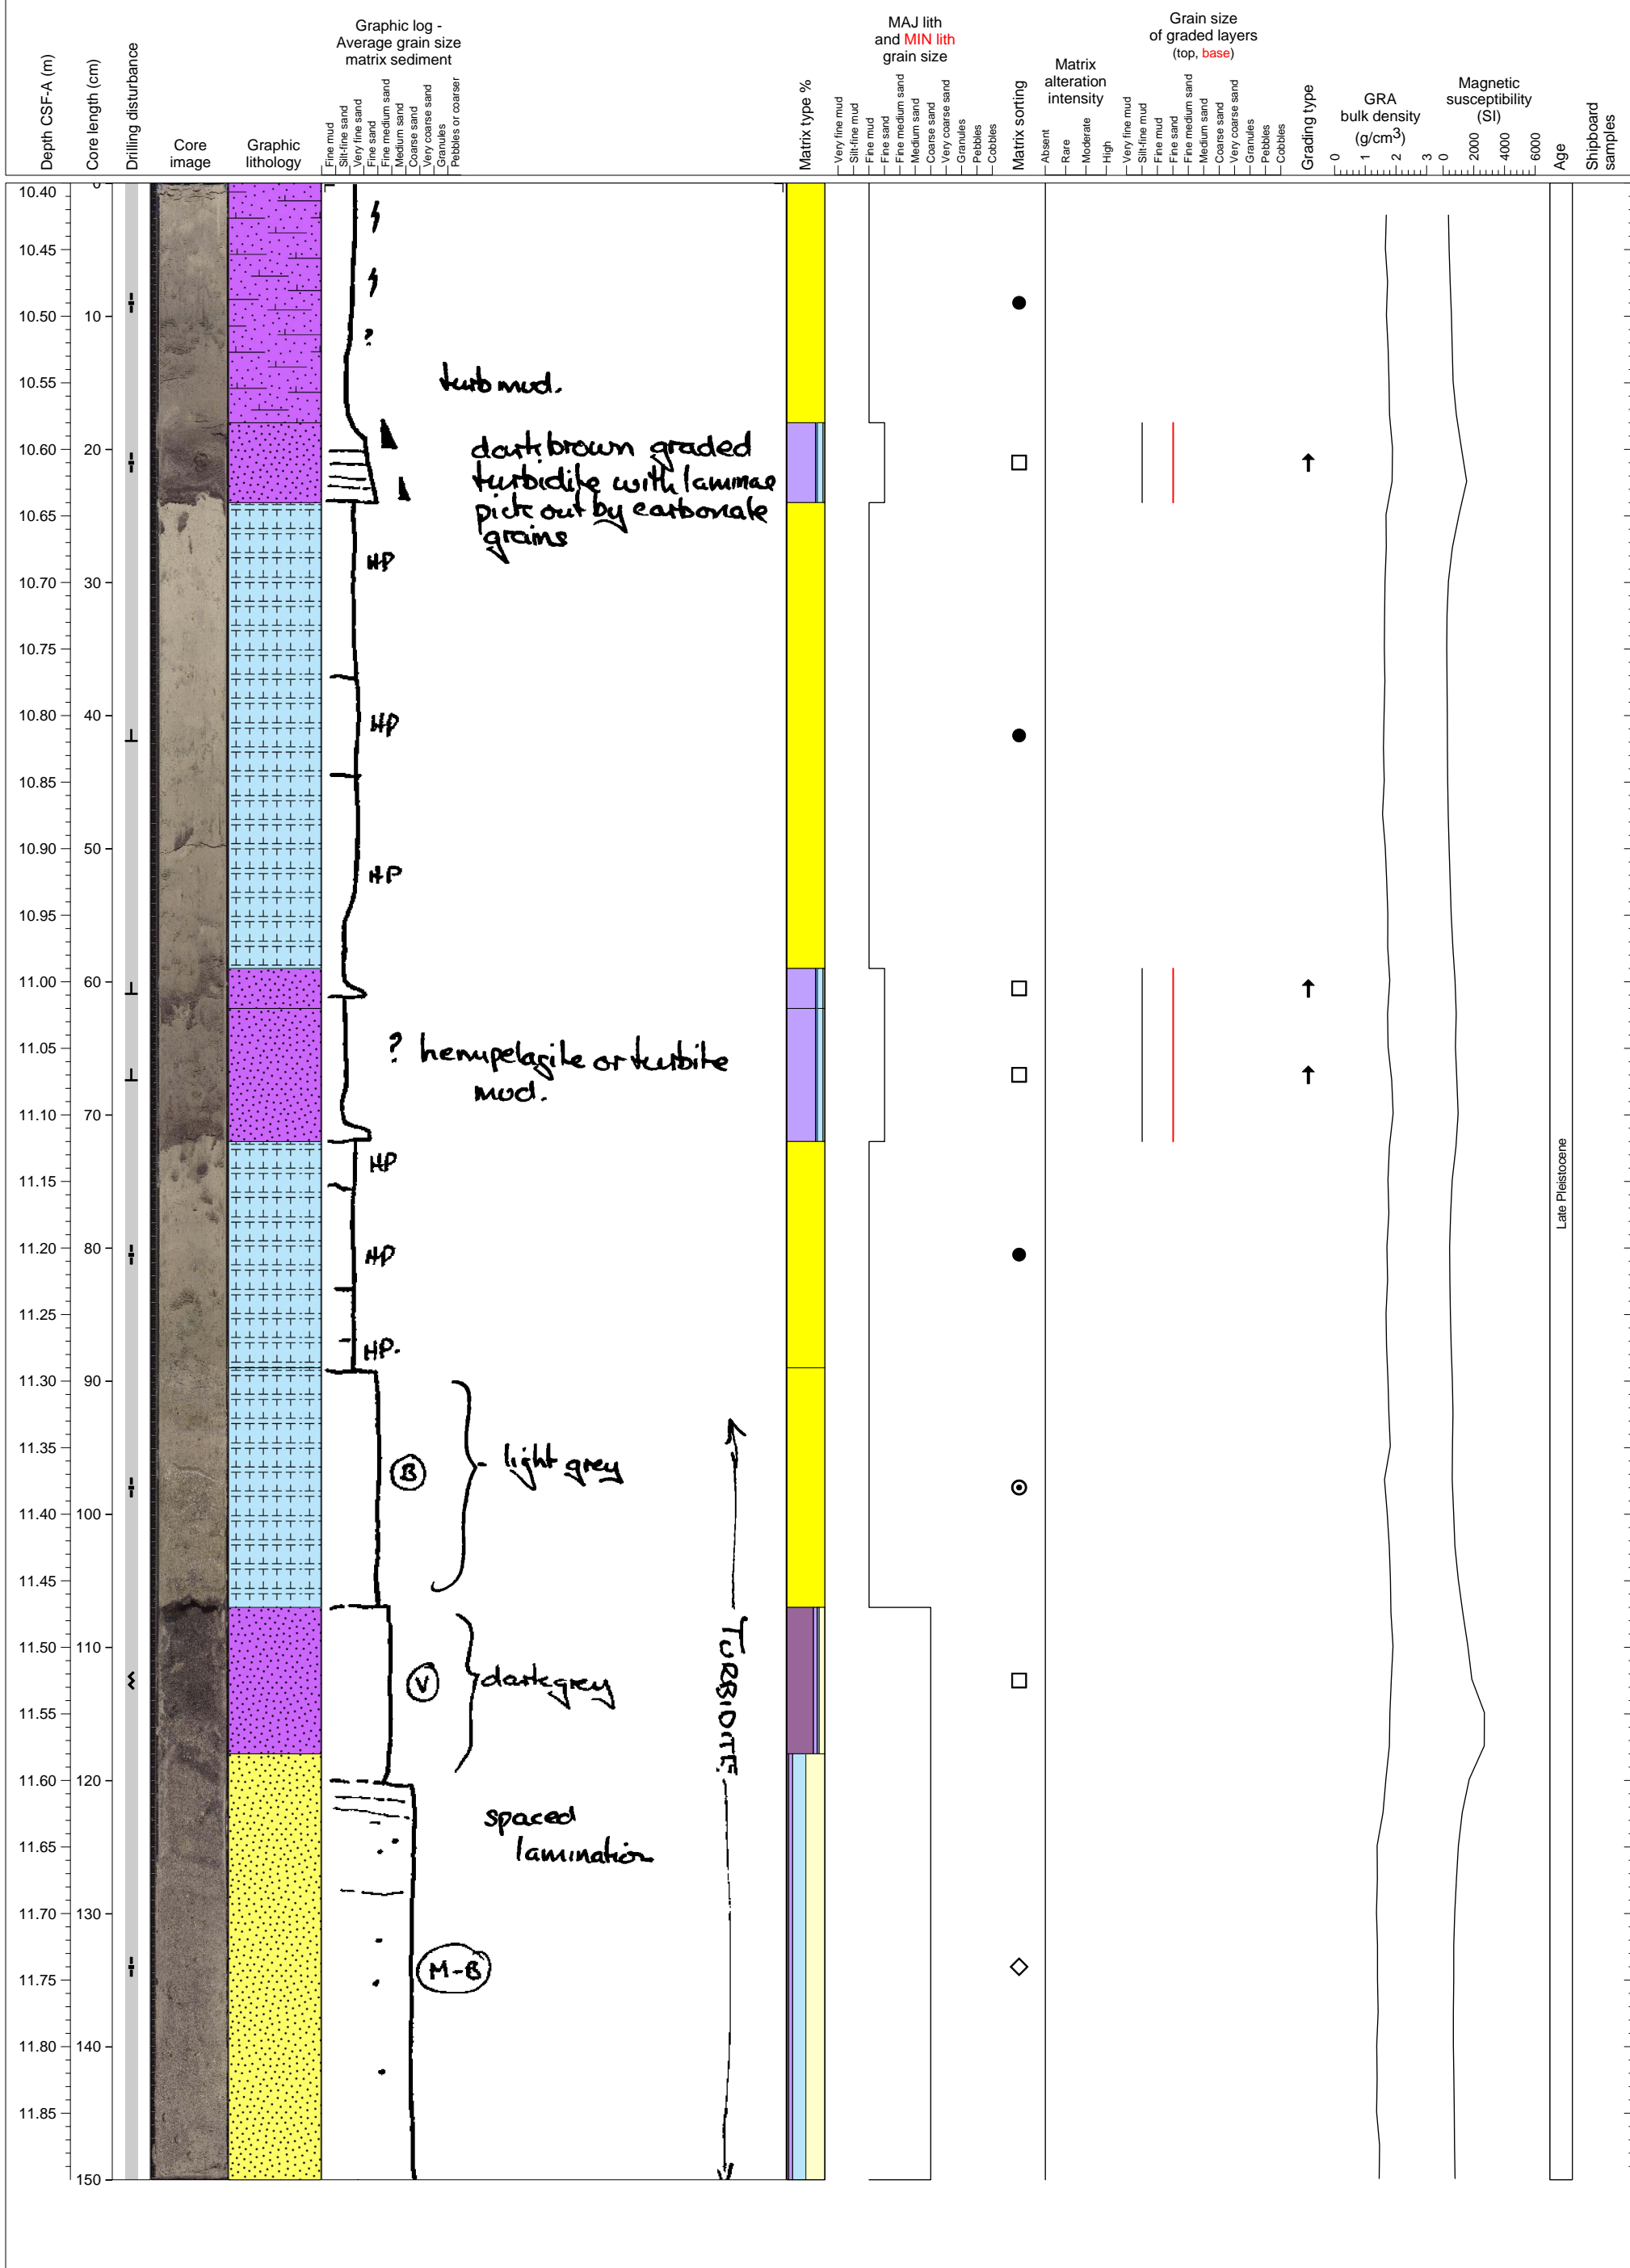 Depth CSF-A (m)
Core length (cm)
Drilling disturbance
Core
image
Graphic
lithology
Graphic log -
Average grain size
matrix sediment
Fine mud
Silt-fine sand
Very fine sand
Fine sand
Fine medium sand
Medium sand
Coarse sand
Very coarse sand
Granules
Pebbles or coarser
Matrix type %
MAJ lith
and MIN lith
grain size
Very fine mud
Silt-fine mud
Fine mud
Fine sand
Fine medium sand
Medium sand
Coarse sand
Very coarse sand
Granules
Pebbles
Cobbles
Matrix sorting
Matrix
alteration
intensity
Absent
Rare
Moderate
High
Grain size
of graded layers
(top, base)
Very fine mud
Silt-fine mud
Fine mud
Fine sand
Fine medium sand
Medium sand
Coarse sand
Very coarse sand
Granules
Pebbles
Cobbles
Grading type
GRA
bulk density
(g/cm3)
0 1 2 3
Magnetic
susceptibility
(SI)
0 2000 4000 6000
Age
Shipboard
samples
10.40 0
10.45
10.50 10
?
10.55
turb mud.
10.60 20
dark brown graded
turbidite with laminae
pick out by carbonate
grains
10.65
HP
10.70 30
10.75
10.80 40
HP
10.85
10.90 50
HP
10.95
11.00 60
11.05
? hemipelagite or turbite
mud.
11.10 70
HP
11.15
11.20 80
HP
11.25
HP.
11.30 90
11.35
B
- light grey
11.40 100
11.45
11.50 110
V
dark grey
TURBIDITE
11.55
11.60 120
spaced
lamination
11.65
11.70 130
M-B
11.75
11.80 140
11.85
150
Late Pleistocene